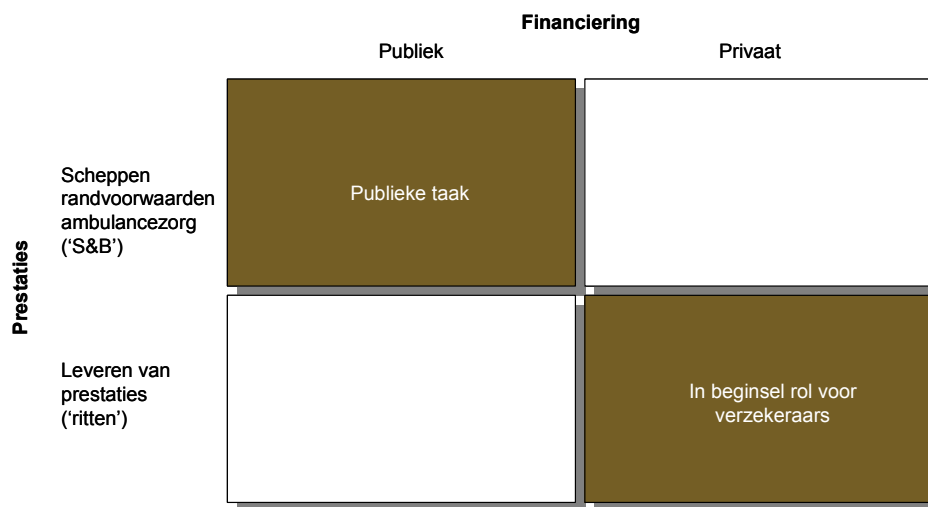 Financiering
Publiek
Privaat
Prestaties
Scheppen
randvoorwaarden
ambulancezorg
(‘S&B’)
Publieke taak
Leveren van
prestaties
(‘ritten’)
In beginsel rol voor
verzekeraars